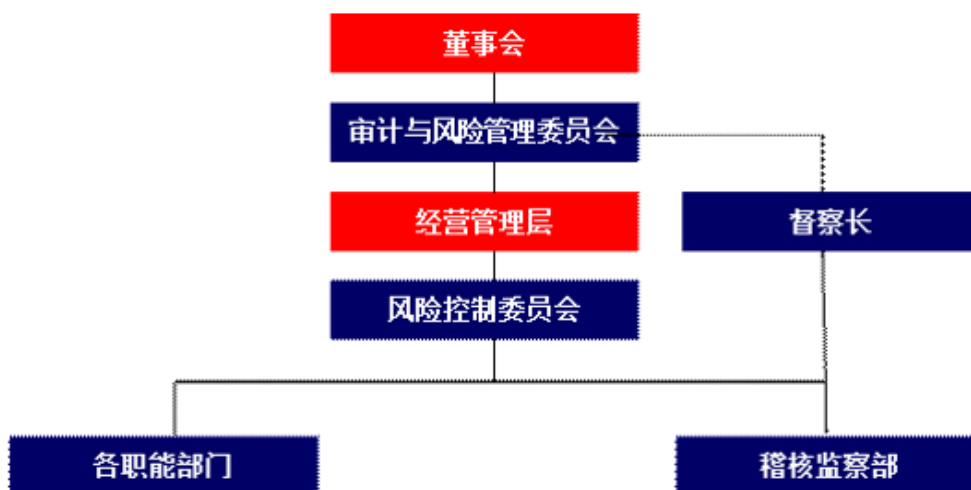 董事会
审计与风险管理委员会
经营管理层
督察长
风险控制委员会
各职能部门
稽核监察部